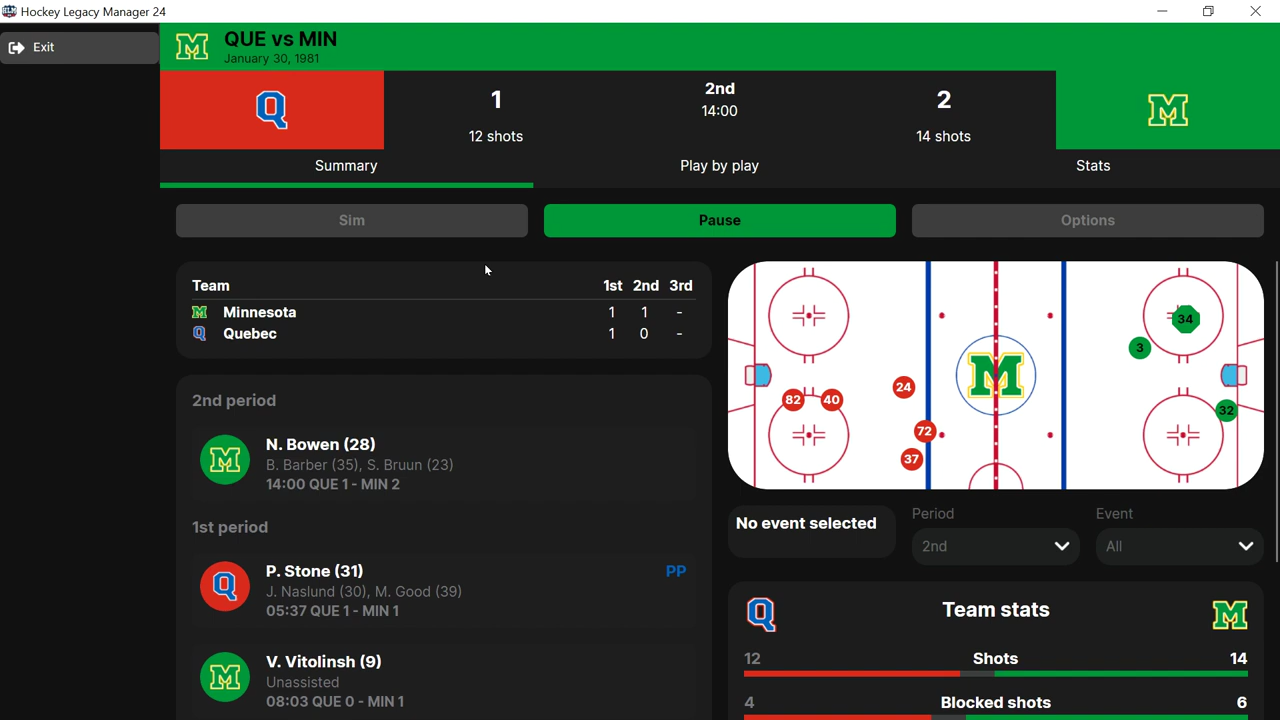 Hockey Legacy Manager 24
Exit
M
QUE vs MIN
January 30, 1981
Q
1
12 shots
2nd
14:00
2
14 shots
M
Summary
Play by play
Stats
Sim
Pause
Options
Team 1st 2nd 3rd
M Minnesota 1 1 -
Q Quebec 1 0 -
2nd period
M
N. Bowen (28)
B. Barber (35), S. Bruun (23)
14:00 QUE 1 - MIN 2
1st period
Q
P. Stone (31)
PP
J. Naslund (30), M. Good (39)
05:37 QUE 1 - MIN 1
M
V. Vitolinsh (9)
Unassisted
08:03 QUE 0 - MIN 1
34
3
M
24
82 40
32
72
37
No event selected
Period
2nd
Event
All
Q Team stats M
12 Shots 14
4 Blocked shots 6